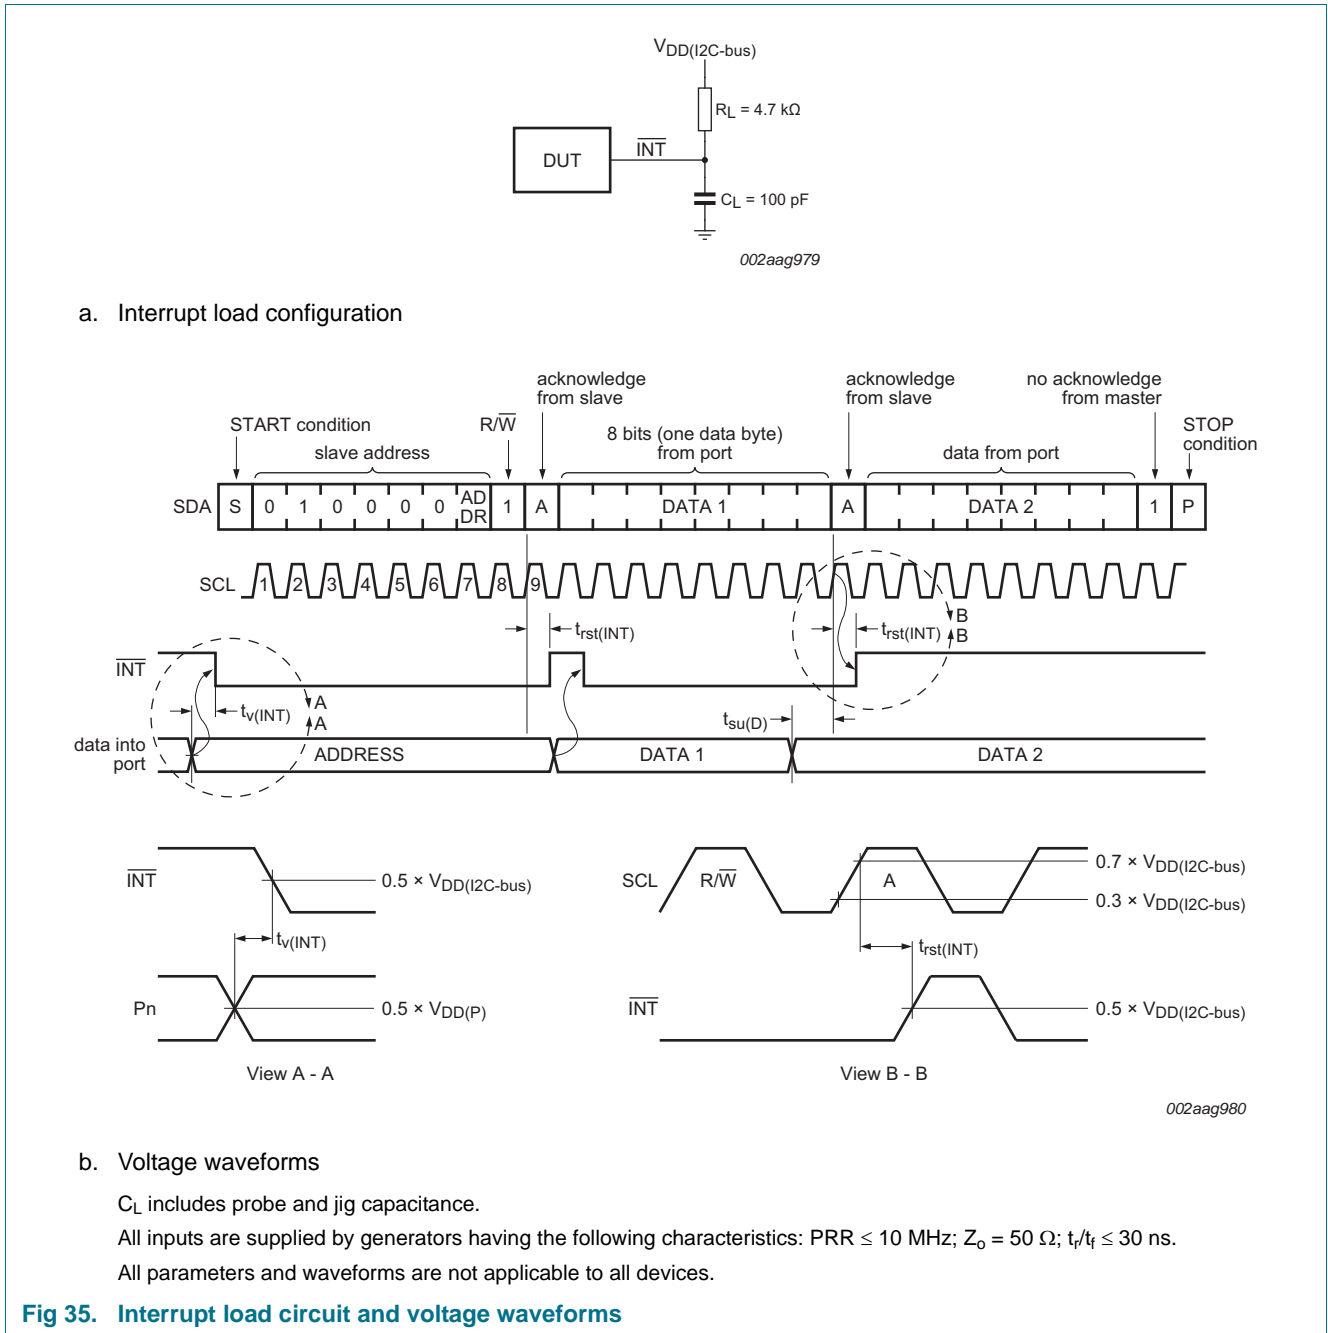 VDD(I2C-bus)
RL = 4.7 kΩ
DUT
INT
CL = 100 pF
002aag979
a. Interrupt load configuration
acknowledge
from slave
acknowledge
from slave
no acknowledge
from master
START condition
R/W
8 bits (one data byte)
from port
STOP
condition
slave address
data from port
SDA S 0 1 0 0 0 0 AD DR 1 A DATA 1 A DATA 2 1 P
SCL 1 2 3 4 5 6 7 8 9
B
B
trst(INT)
trst(INT)
INT
tv(INT)
A
A
tsu(D)
data into
port
ADDRESS
DATA 1
DATA 2
INT
0.5 × VDD(I2C-bus)
tv(INT)
Pn
0.5 × VDD(P)
View A - A
SCL
R/W
A
0.7 × VDD(I2C-bus)
0.3 × VDD(I2C-bus)
trst(INT)
INT
0.5 × VDD(I2C-bus)
View B - B
002aag980
b. Voltage waveforms
CL includes probe and jig capacitance.
All inputs are supplied by generators having the following characteristics: PRR ≤ 10 MHz; Zo = 50 Ω; tr/tf ≤ 30 ns.
All parameters and waveforms are not applicable to all devices.
Fig 35. Interrupt load circuit and voltage waveforms